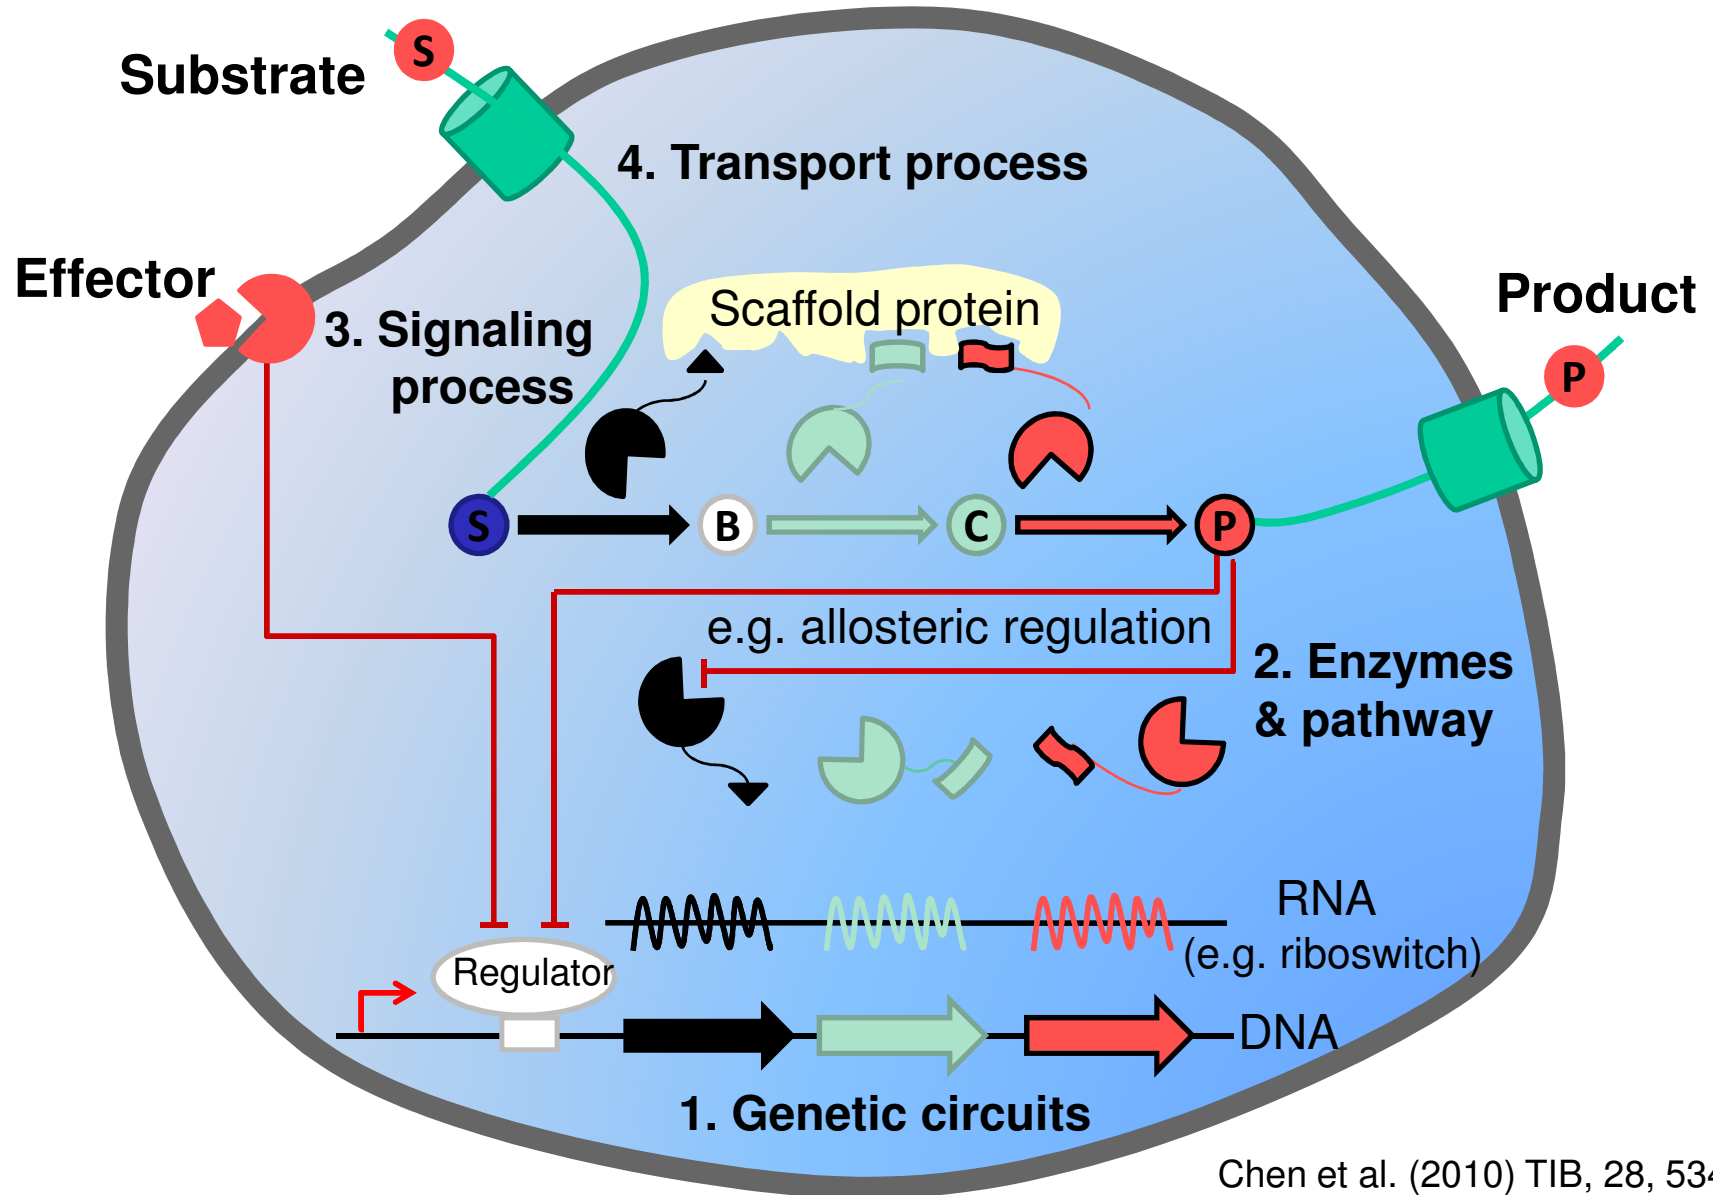 S
Substrate
4. Transport process
Effector
3. Signaling
process
Scaffold protein
Product
P
S
B
C
P
e.g. allosteric regulation
2. Enzymes
& pathway
RNA
(e.g. riboswitch)
Regulator
DNA
1. Genetic circuits
Chen et al. (2010) TIB, 28, 534